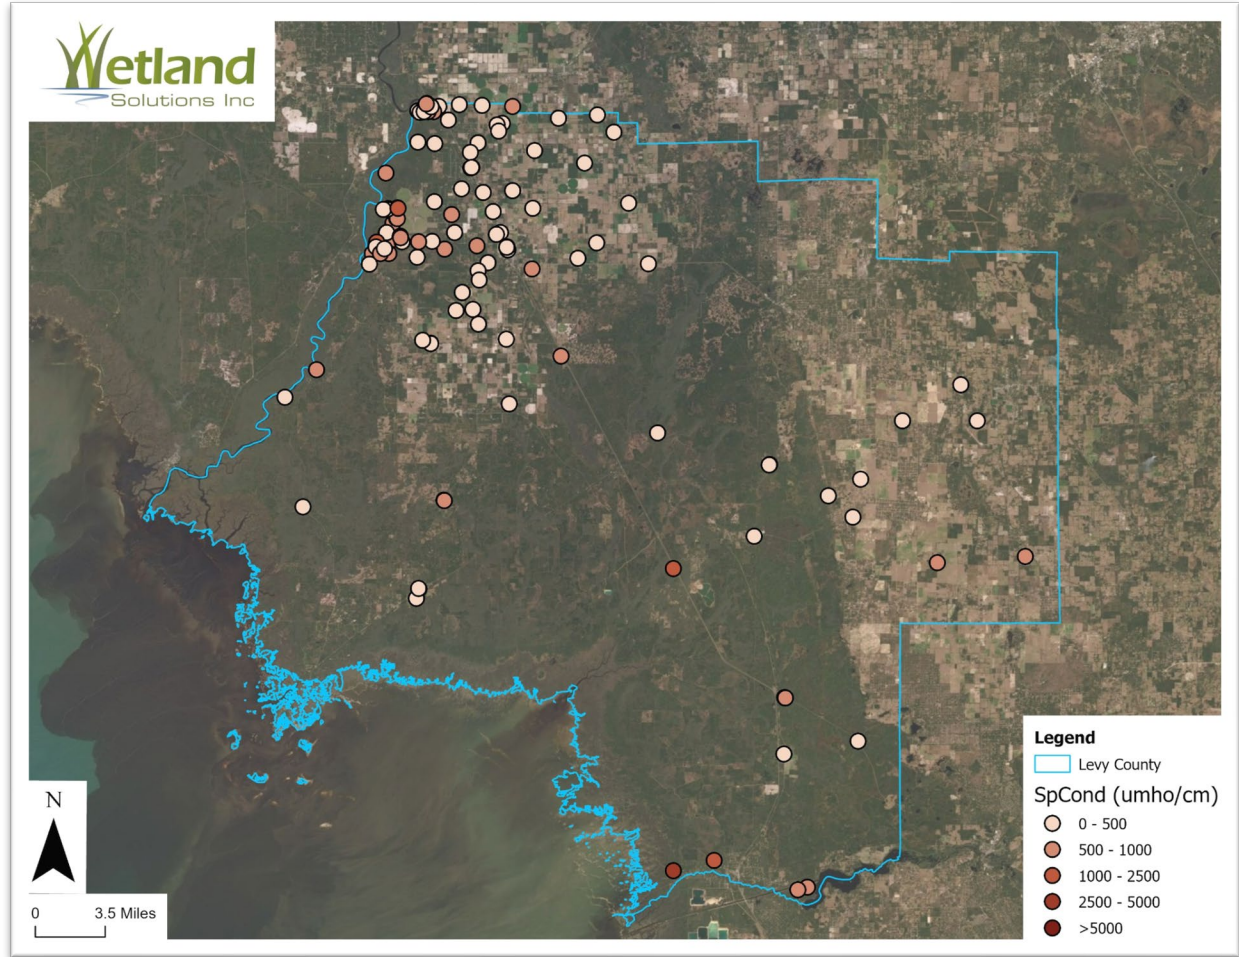 Wetland
Solutions Inc
Legend
Levy County
SpCond (umho/cm)
0 - 500
500 - 1000
1000 - 2500
2500 - 5000
>5000
N
0 3.5 Miles